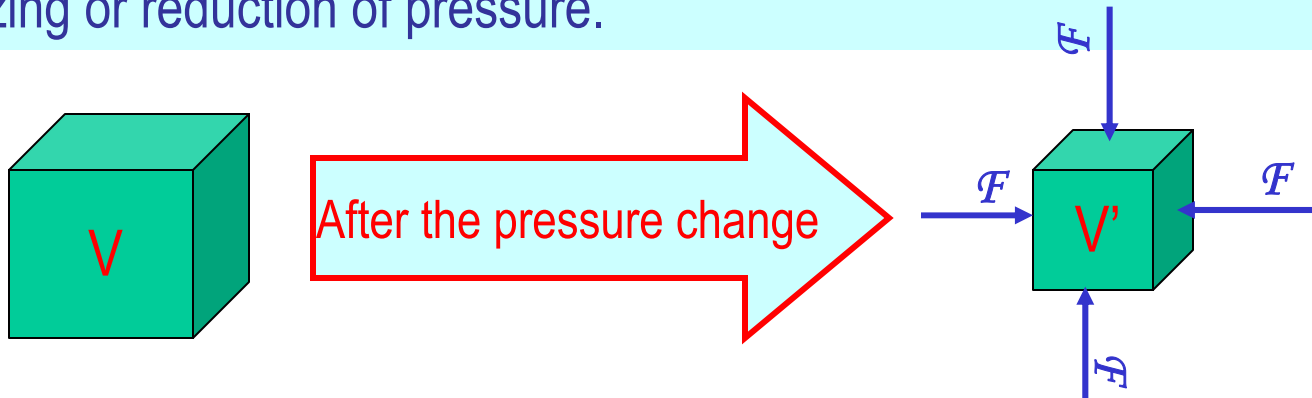 zing or reduction of pressure.
ℱ
V
After the pressure change
ℱ
V’
ℱ
ℱ